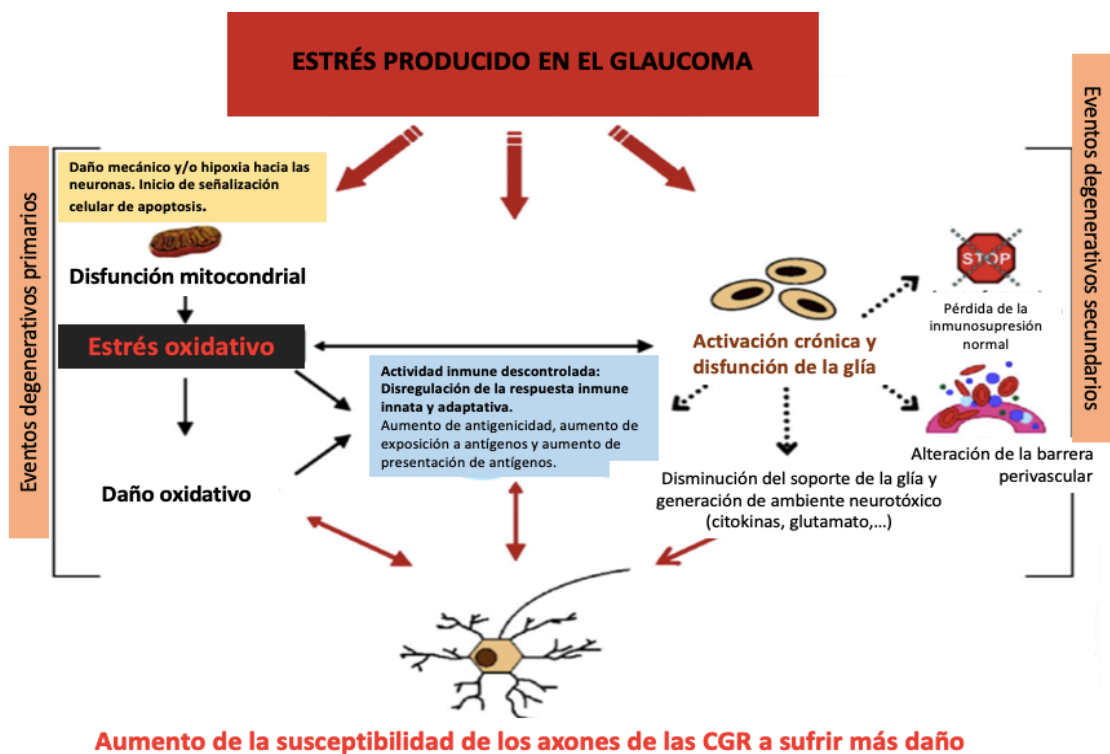 ESTRÉS PRODUCIDO EN EL GLAUCOMA
Eventos degenerativos primarios
Daño mecánico y/o hipoxia hacia las
neuronas. Inicio de señalización
celular de apoptosis.
Disfunción mitocondrial
Estrés oxidativo
Daño oxidativo
Actividad inmune descontrolada:
Disregulación de la respuesta inmune
innata y adaptativa.
Aumento de antigenicidad, aumento de
exposición a antígenos y aumento de
presentación de antígenos.
Activación crónica y
disfunción de la glía
Disminución del soporte de la glía y
generación de ambiente neurotóxico
(citokinas, glutamato,...)
STOP
Pérdida de la
inmunosupresión
normal
Alteración de la barrera
perivascular
Eventos degenerativos secundarios
Aumento de la susceptibilidad de los axones de las CGR a sufrir más daño